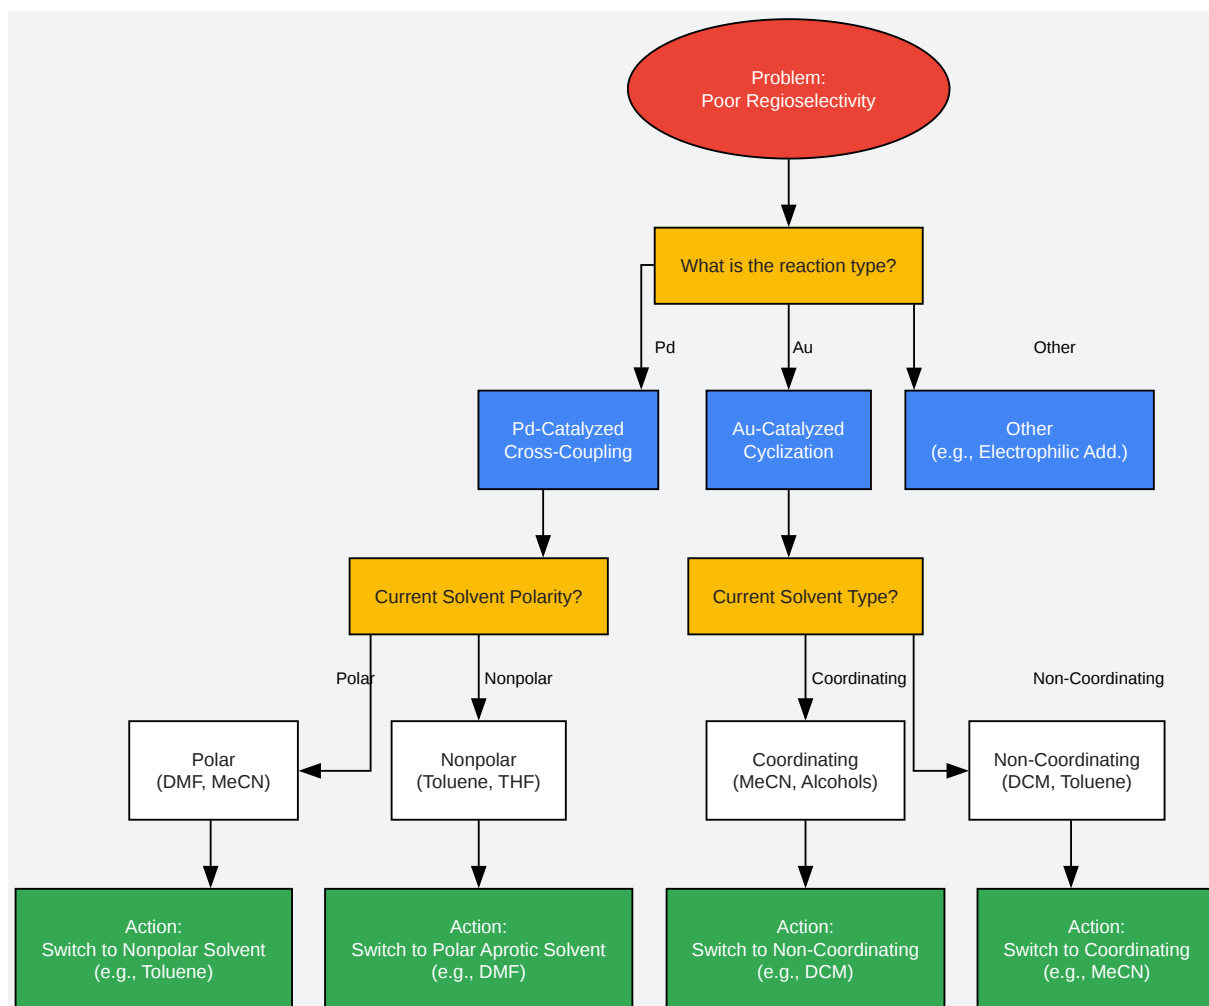 Problem:
Poor Regioselectivity
What is the reaction type?
Pd
Au
Other
Pd-Catalyzed
Cross-Coupling
Au-Catalyzed
Cyclization
Other
(e.g., Electrophilic Add.)
Current Solvent Polarity?
Current Solvent Type?
Polar
Nonpolar
Coordinating
Non-Coordinating
Polar
(DMF, MeCN)
Nonpolar
(Toluene, THF)
Coordinating
(MeCN, Alcohols)
Non-Coordinating
(DCM, Toluene)
Action:
Switch to Nonpolar Solvent
(e.g., Toluene)
Action:
Switch to Polar Aprotic Solvent
(e.g., DMF)
Action:
Switch to Non-Coordinating
(e.g., DCM)
Action:
Switch to Coordinating
(e.g., MeCN)